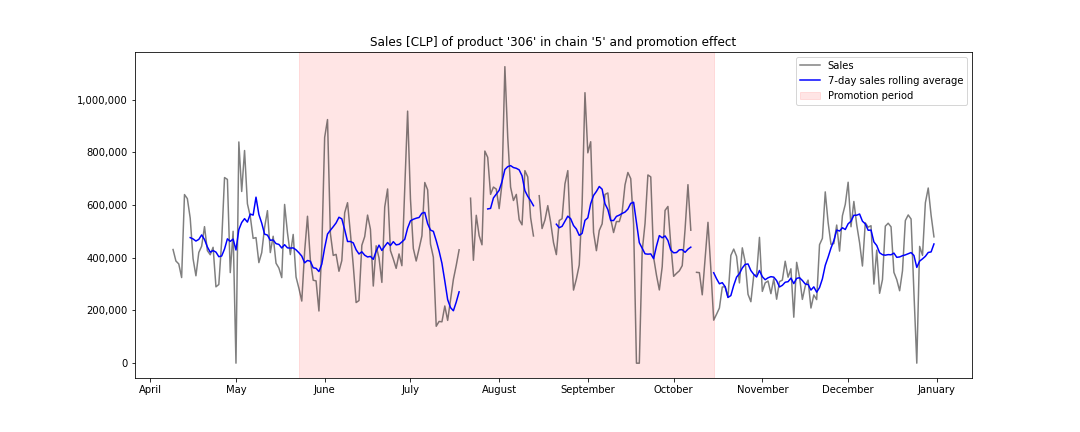 Sales [CLP] of product '306' in chain '5' and promotion effect
Sales
7-day sales rolling average
Promotion period
1,000,000
800,000
600,000
400,000
200,000
0
April May June July August September October November December January